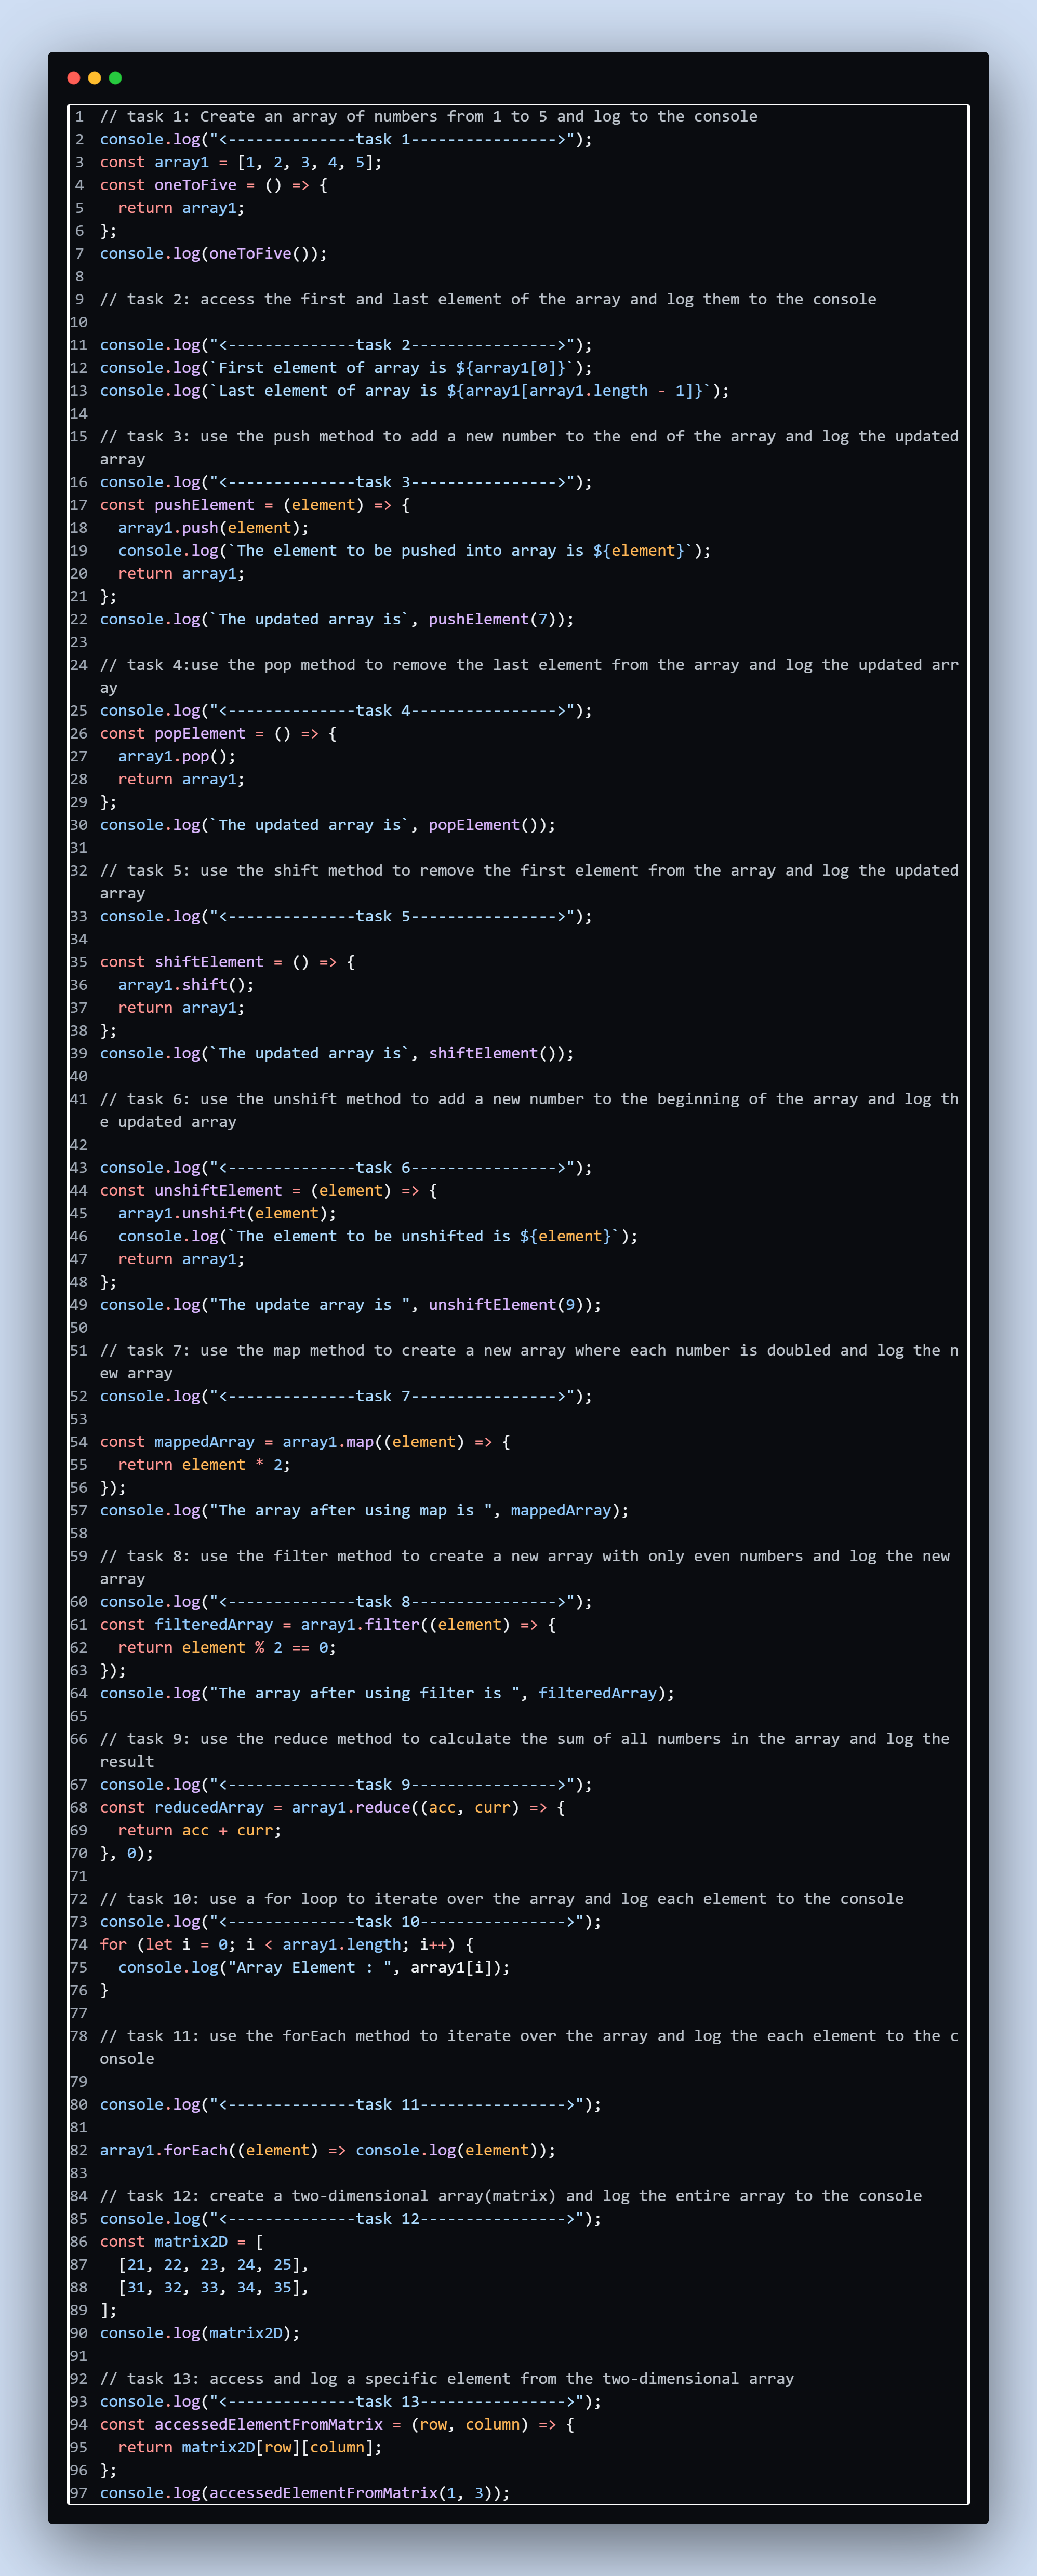 1 // task 1: Create an array of numbers from 1 to 5 and log to the console
2 console.log("<--------------task 1---------------->");
3 const array1 = [1, 2, 3, 4, 5];
4 const oneToFive = () => {
5   return array1;
6 };
7 console.log(oneToFive());
8
9 // task 2: access the first and last element of the array and log them to the console
10
11 console.log("<--------------task 2---------------->");
12 console.log(`First element of array is ${array1[0]}`);
13 console.log(`Last element of array is ${array1[array1.length - 1]}`);
14
15 // task 3: use the push method to add a new number to the end of the array and log the updated
array
16 console.log("<--------------task 3---------------->");
17 const pushElement = (element) => {
18   array1.push(element);
19   console.log(`The element to be pushed into array is ${element}`);
20   return array1;
21 };
22 console.log(`The updated array is`, pushElement(7));
23
24 // task 4:use the pop method to remove the last element from the array and log the updated arr
ay
25 console.log("<--------------task 4---------------->");
26 const popElement = () => {
27   array1.pop();
28   return array1;
29 };
30 console.log(`The updated array is`, popElement());
31
32 // task 5: use the shift method to remove the first element from the array and log the updated
array
33 console.log("<--------------task 5---------------->");
34
35 const shiftElement = () => {
36   array1.shift();
37   return array1;
38 };
39 console.log(`The updated array is`, shiftElement());
40
41 // task 6: use the unshift method to add a new number to the beginning of the array and log th
e updated array
42
43 console.log("<--------------task 6---------------->");
44 const unshiftElement = (element) => {
45   array1.unshift(element);
46   console.log(`The element to be unshifted is ${element}`);
47   return array1;
48 };
49 console.log("The update array is ", unshiftElement(9));
50
51 // task 7: use the map method to create a new array where each number is doubled and log the n
ew array
52 console.log("<--------------task 7---------------->");
53
54 const mappedArray = array1.map((element) => {
55   return element * 2;
56 });
57 console.log("The array after using map is ", mappedArray);
58
59 // task 8: use the filter method to create a new array with only even numbers and log the new
array
60 console.log("<--------------task 8---------------->");
61 const filteredArray = array1.filter((element) => {
62   return element % 2 == 0;
63 });
64 console.log("The array after using filter is ", filteredArray);
65
66 // task 9: use the reduce method to calculate the sum of all numbers in the array and log the
result
67 console.log("<--------------task 9---------------->");
68 const reducedArray = array1.reduce((acc, curr) => {
69   return acc + curr;
70 }, 0);
71
72 // task 10: use a for loop to iterate over the array and log each element to the console
73 console.log("<--------------task 10---------------->");
74 for (let i = 0; i < array1.length; i++) {
75   console.log("Array Element : ", array1[i]);
76 }
77
78 // task 11: use the forEach method to iterate over the array and log the each element to the c
onsole
79
80 console.log("<--------------task 11---------------->");
81
82 array1.forEach((element) => console.log(element));
83
84 // task 12: create a two-dimensional array(matrix) and log the entire array to the console
85 console.log("<--------------task 12---------------->");
86 const matrix2D = [
87   [21, 22, 23, 24, 25],
88   [31, 32, 33, 34, 35],
89 ];
90 console.log(matrix2D);
91
92 // task 13: access and log a specific element from the two-dimensional array
93 console.log("<--------------task 13---------------->");
94 const accessedElementFromMatrix = (row, column) => {
95   return matrix2D[row][column];
96 };
97 console.log(accessedElementFromMatrix(1, 3));